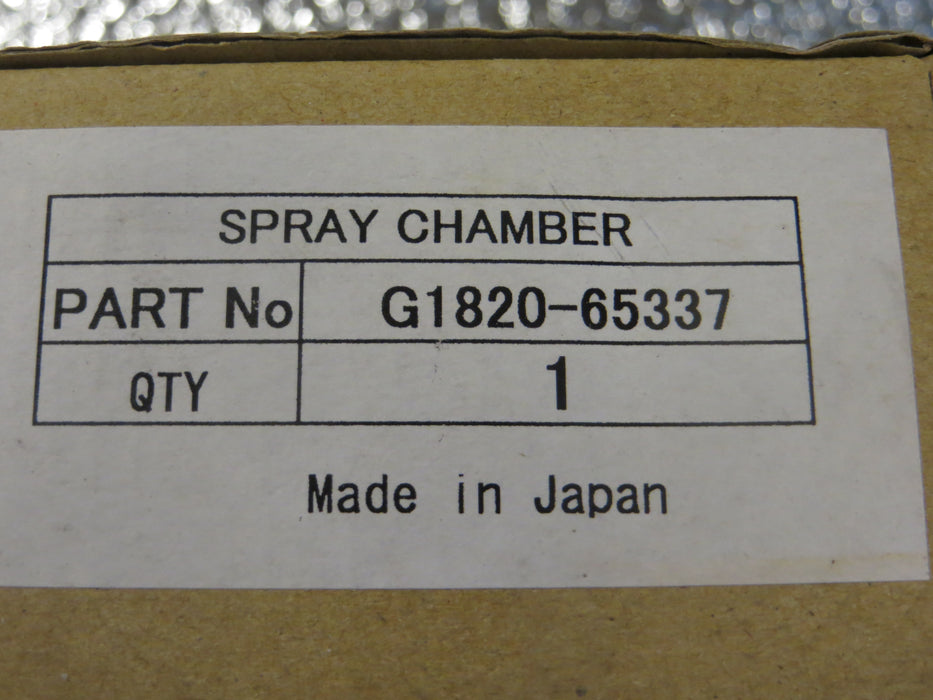 SPRAY CHAMBER
PART No G1820-65337
QTY 1
Made in Japan